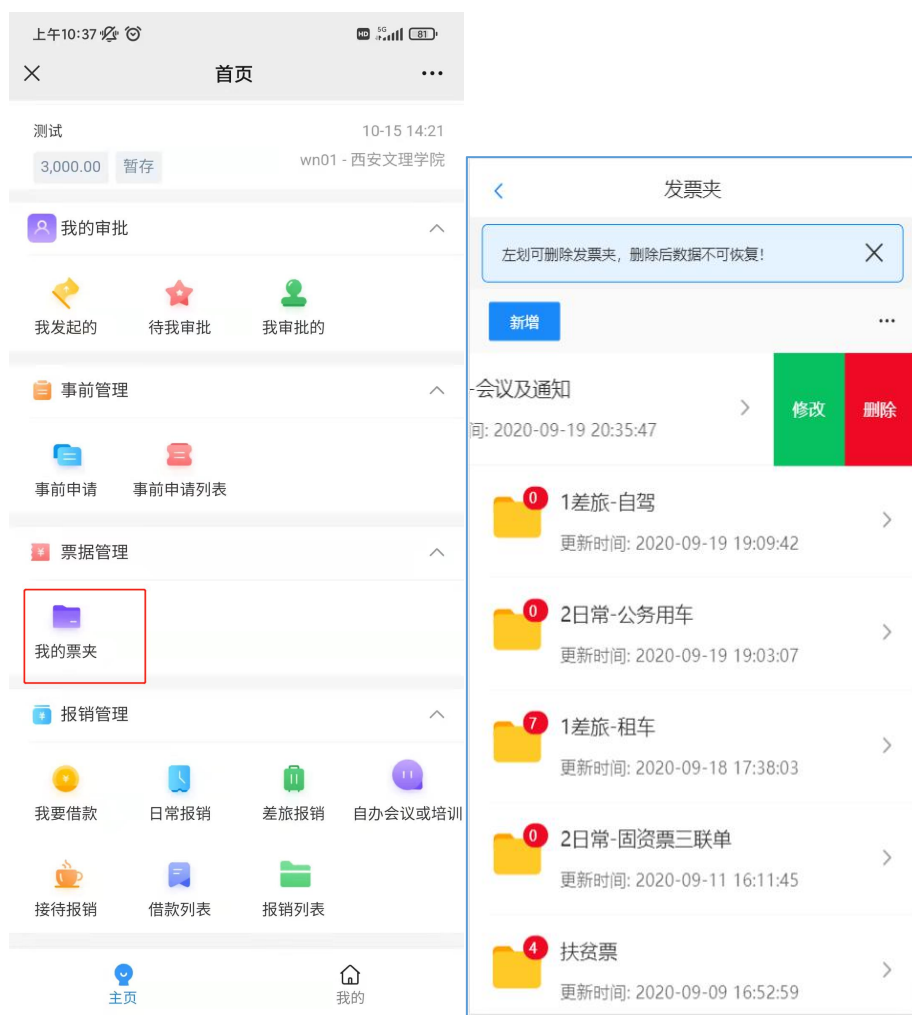 上午10:37
HD 5G 81
首页
测试
10-15 14:21
3,000.00 暂存
wn01 - 西安文理学院
我的审批
我发起的 待我审批 我审批的
事前管理
事前申请 事前申请列表
票据管理
我的票夹
报销管理
我要借款 日常报销 差旅报销 自办会议或培训
接待报销 借款列表 报销列表
主页 我的
发票夹
左划可删除发票夹，删除后数据不可恢复！
新增
-会议及通知
间: 2020-09-19 20:35:47
修改 删除
0 1差旅-自驾
更新时间: 2020-09-19 19:09:42
0 2日常-公务用车
更新时间: 2020-09-19 19:03:07
7 1差旅-租车
更新时间: 2020-09-18 17:38:03
0 2日常-固资票三联单
更新时间: 2020-09-11 16:11:45
4 扶贫票
更新时间: 2020-09-09 16:52:59